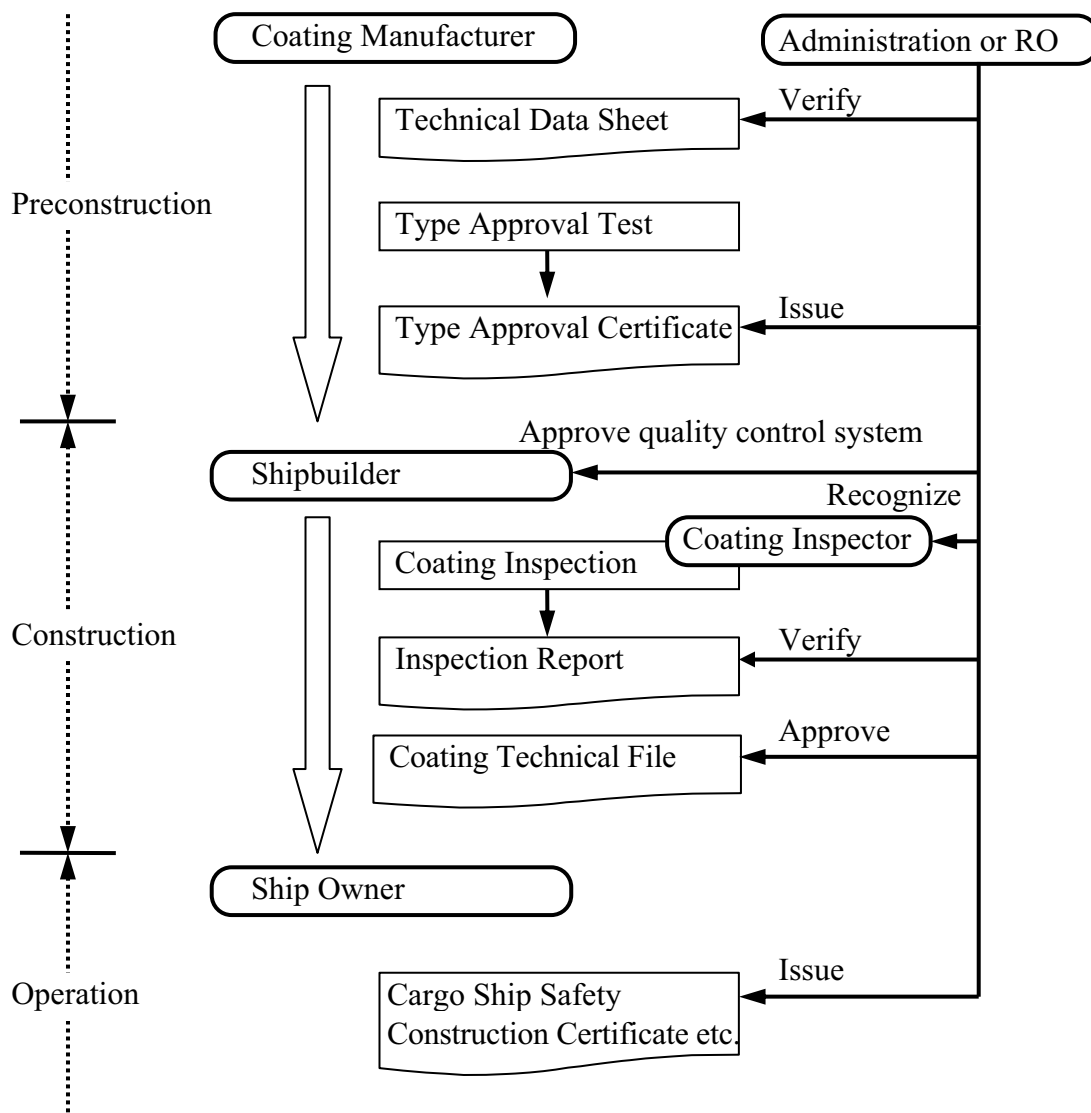 Coating Manufacturer
Administration or RO
Verify
Technical Data Sheet
Preconstruction
Type Approval Test
Issue
Type Approval Certificate
Approve quality control system
Shipbuilder
Recognize
Coating Inspector
Coating Inspection
Construction
Verify
Inspection Report
Approve
Coating Technical File
Ship Owner
Issue
Operation
Cargo Ship Safety
Construction Certificate etc.